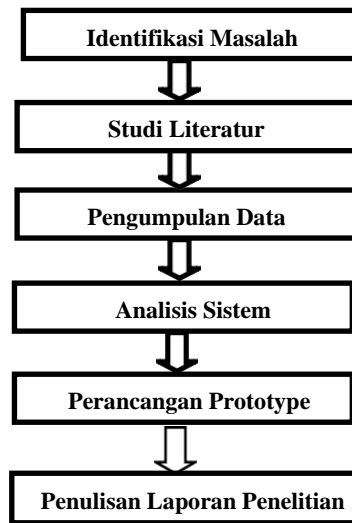 Identifikasi Masalah
Studi Literatur
Pengumpulan Data
Analisis Sistem
Perancangan Prototype
Penulisan Laporan Penelitian